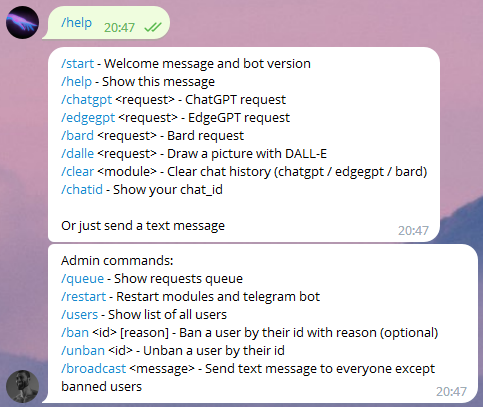 /help
20:47
/start - Welcome message and bot version
/help - Show this message
/chatgpt <request> - ChatGPT request
/edgegpt <request> - EdgeGPT request
/bard <request> - Bard request
/dalle <request> - Draw a picture with DALL-E
/clear <module> - Clear chat history (chatgpt / edgegpt / bard)
/chatid - Show your chat_id
Or just send a text message
20:47
Admin commands:
/queue - Show requests queue
/restart - Restart modules and telegram bot
/users - Show list of all users
/ban <id> [reason] - Ban a user by their id with reason (optional)
/unban <id> - Unban a user by their id
/broadcast <message> - Send text message to everyone except
banned users
20:47